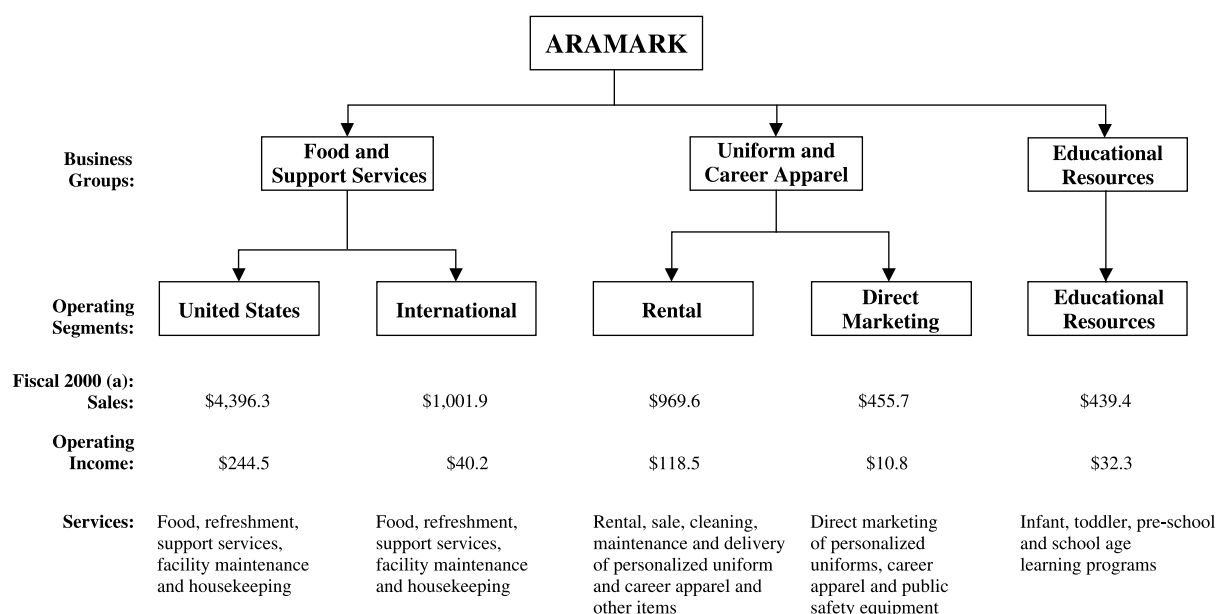 ARAMARK
Business
Groups:
Food and
Support Services
Uniform and
Career Apparel
Educational
Resources
Operating
Segments:
United States
International
Rental
Direct
Marketing
Educational
Resources
Fiscal 2000 (a):
Sales:
$4,396.3
$1,001.9
$969.6
$455.7
$439.4
Operating
Income:
$244.5
$40.2
$118.5
$10.8
$32.3
Services:
Food, refreshment,
support services,
facility maintenance
and housekeeping
Food, refreshment,
support services,
facility maintenance
and housekeeping
Rental, sale, cleaning,
maintenance and delivery
of personalized uniform
and career apparel and
other items
Direct marketing
of personalized
uniforms, career
apparel and public
safety equipment
Infant, toddler, pre-school
and school age
learning programs